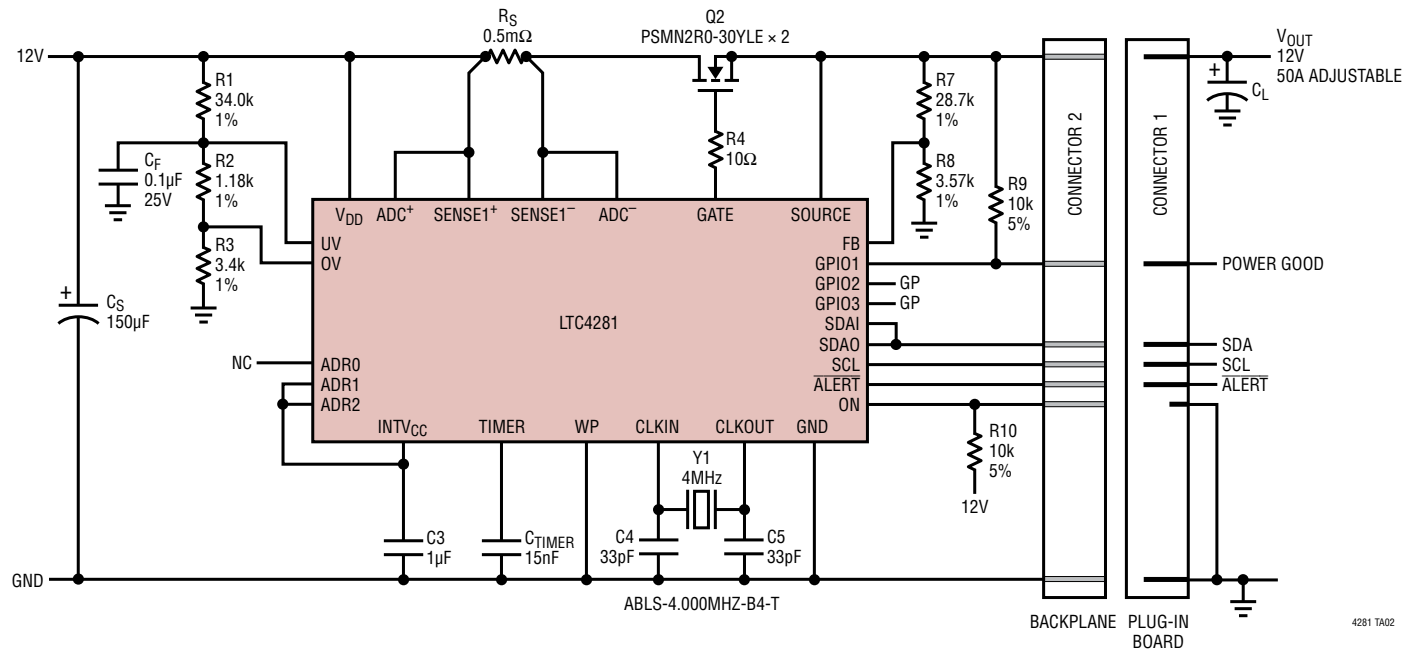 RS
0.5mΩ
Q2
PSMN2R0-30YLE × 2
12V
VOUT
12V
50A ADJUSTABLE
+
CL
R1
34.0k
1%
R7
28.7k
1%
CONNECTOR 2
CONNECTOR 1
CF
0.1µF
25V
R2
1.18k
1%
R4
10Ω
R8
3.57k
1%
R9
10k
5%
VDD
ADC+
SENSE1+
SENSE1−
ADC−
GATE
SOURCE
R3
3.4k
1%
UV
OV
FB
GPIO1
POWER GOOD
GPIO2
GP
GPIO3
GP
+
CS
150µF
LTC4281
SDAI
SDAO
SDA
NC
ADR0
SCL
SCL
ADR1
ALERT
ALERT
ADR2
ON
INTVCC
TIMER
WP
CLKIN
CLKOUT
GND
R10
10k
5%
12V
Y1
4MHz
C3
1µF
CTIMER
15nF
C4
33pF
C5
33pF
GND
ABLS-4.000MHZ-B4-T
BACKPLANE
PLUG-IN
BOARD
4281 TA02